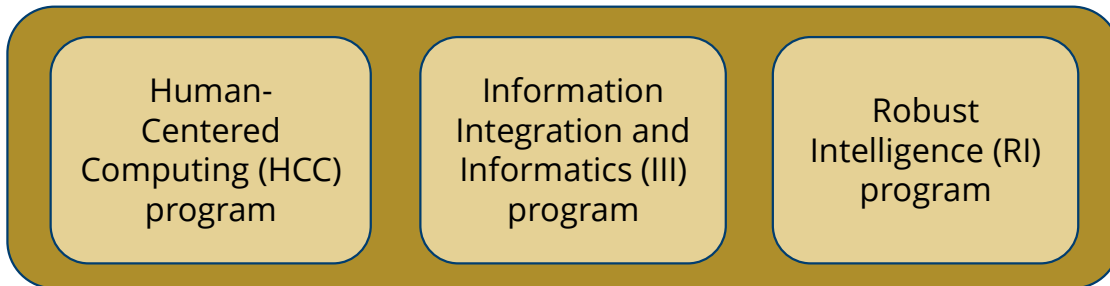 Human-
Centered
Computing (HCC)
program
Information
Integration and
Informatics (III)
program
Robust
Intelligence (RI)
program